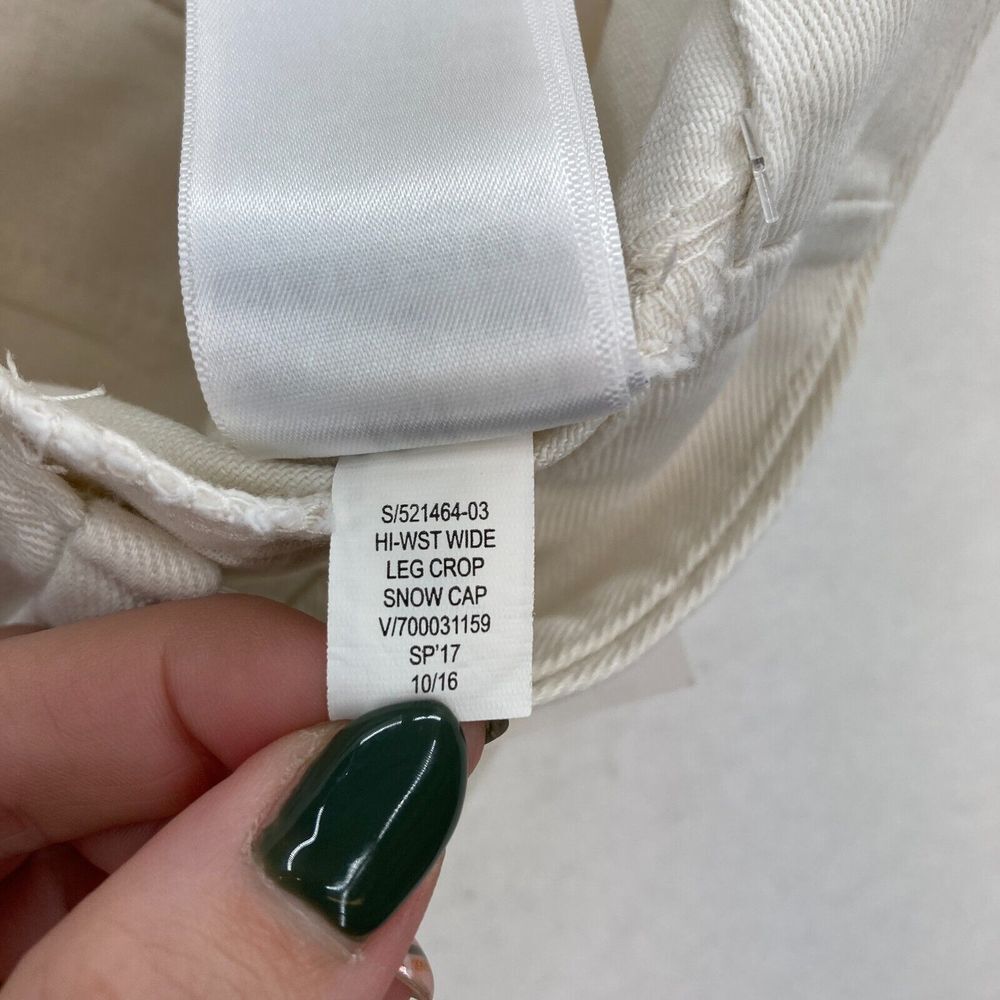 S/521464-03
HI-WST WIDE
LEG CROP
SNOW CAP
V/700031159
SP'17
10/16